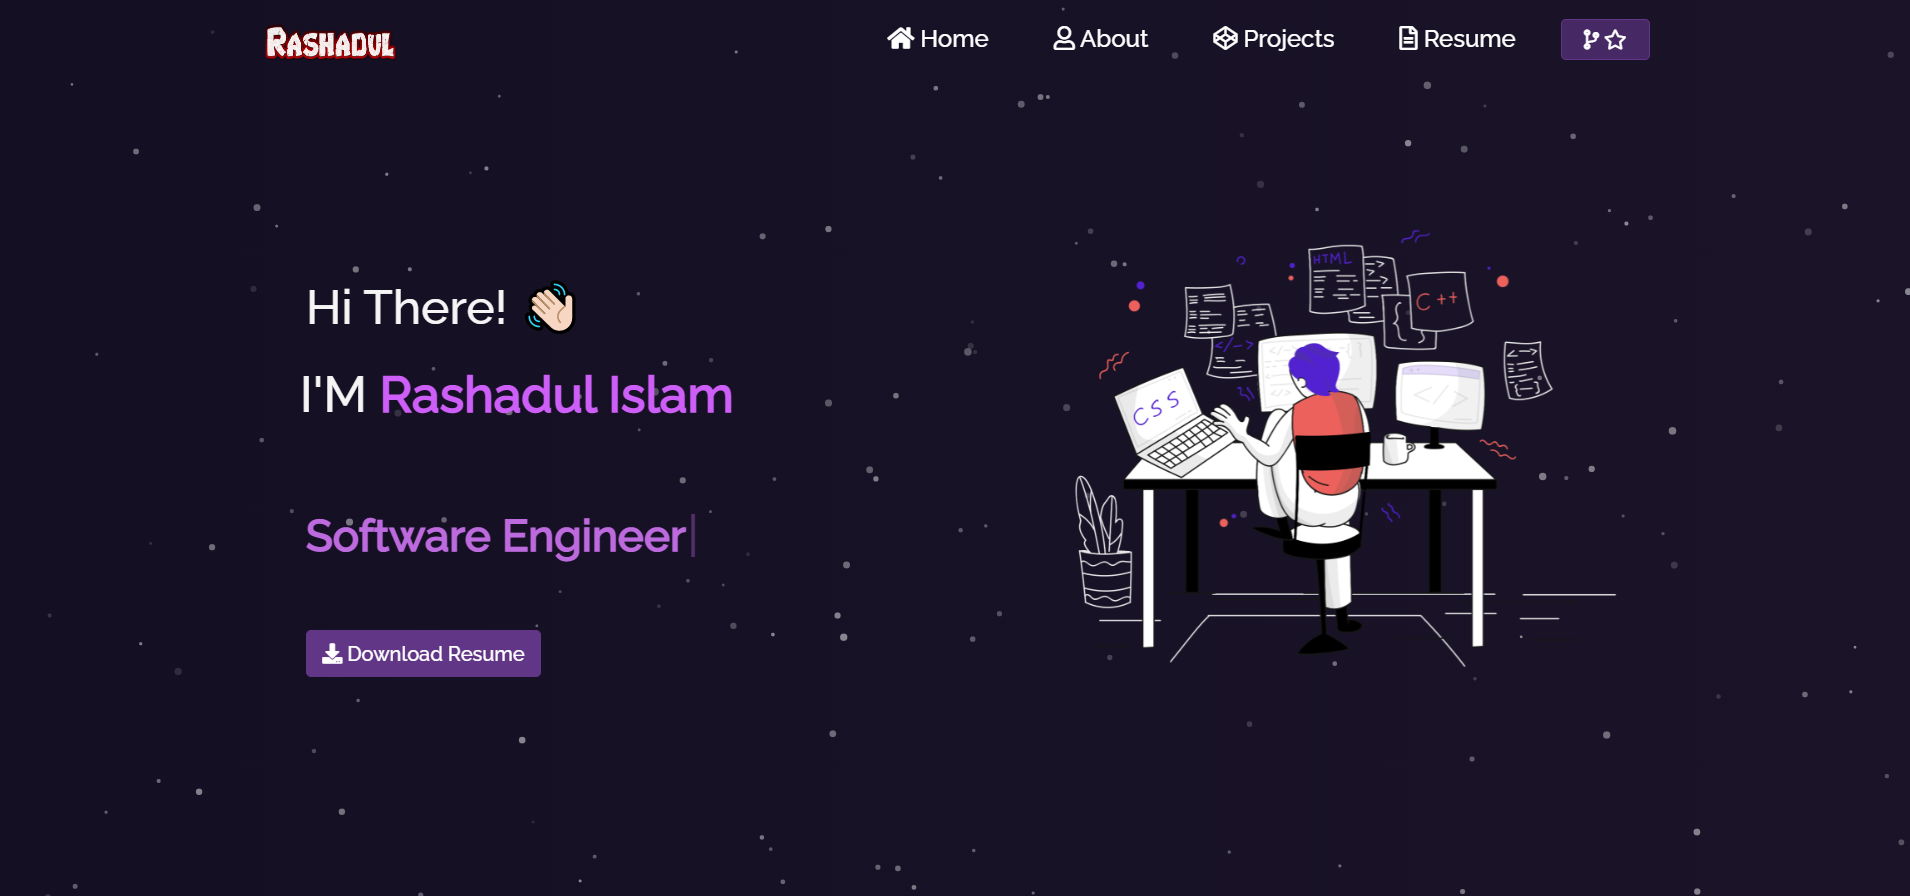 RASHADUL
Home
About
Projects
Resume
Hi There!
I'M Rashadul Islam
Software Engineer
Download Resume
HTML
C++
</->
CSS
</>